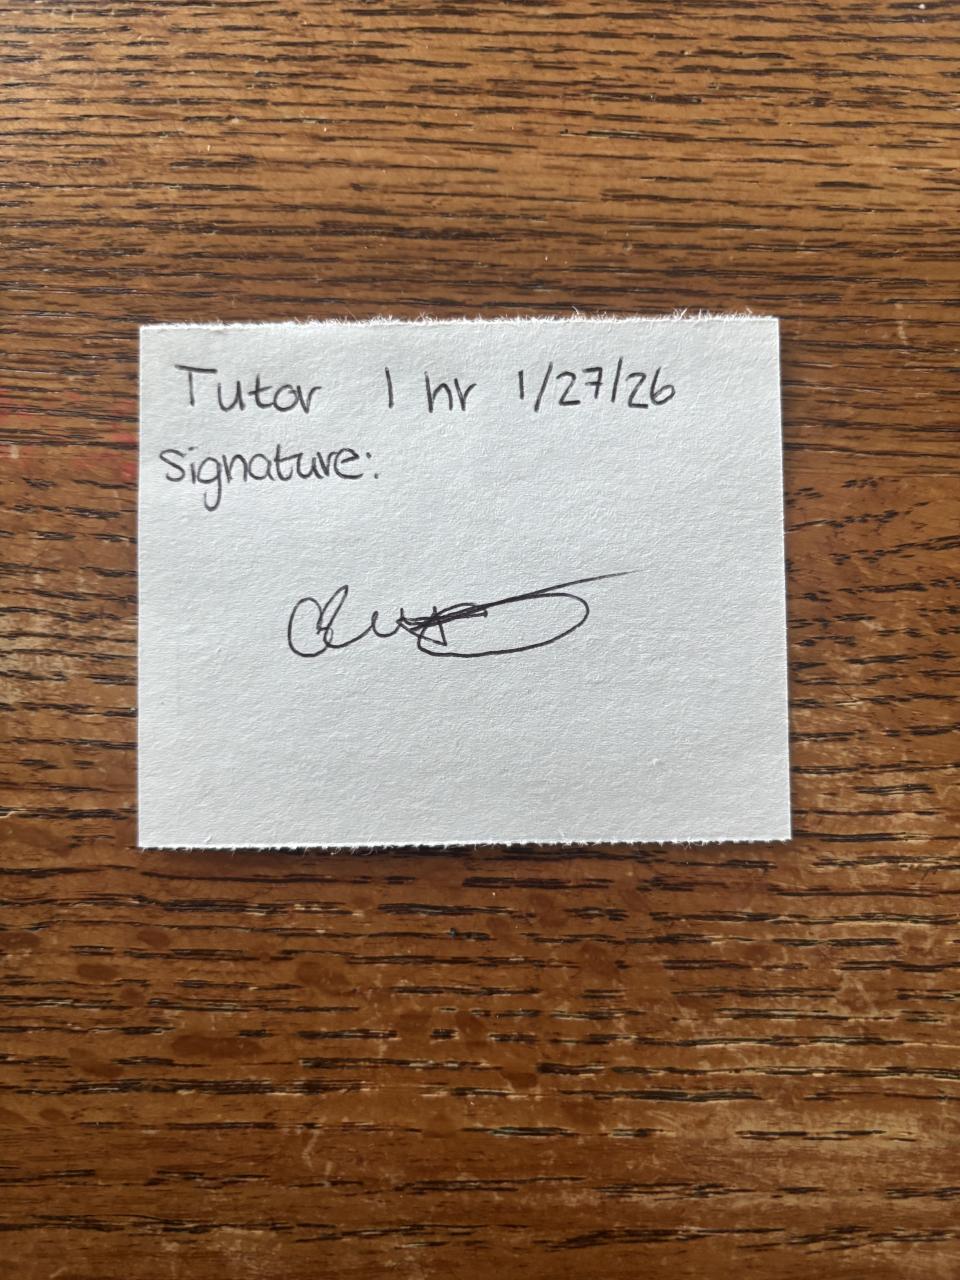 Tutor 1 hr 1/27/26
signature: